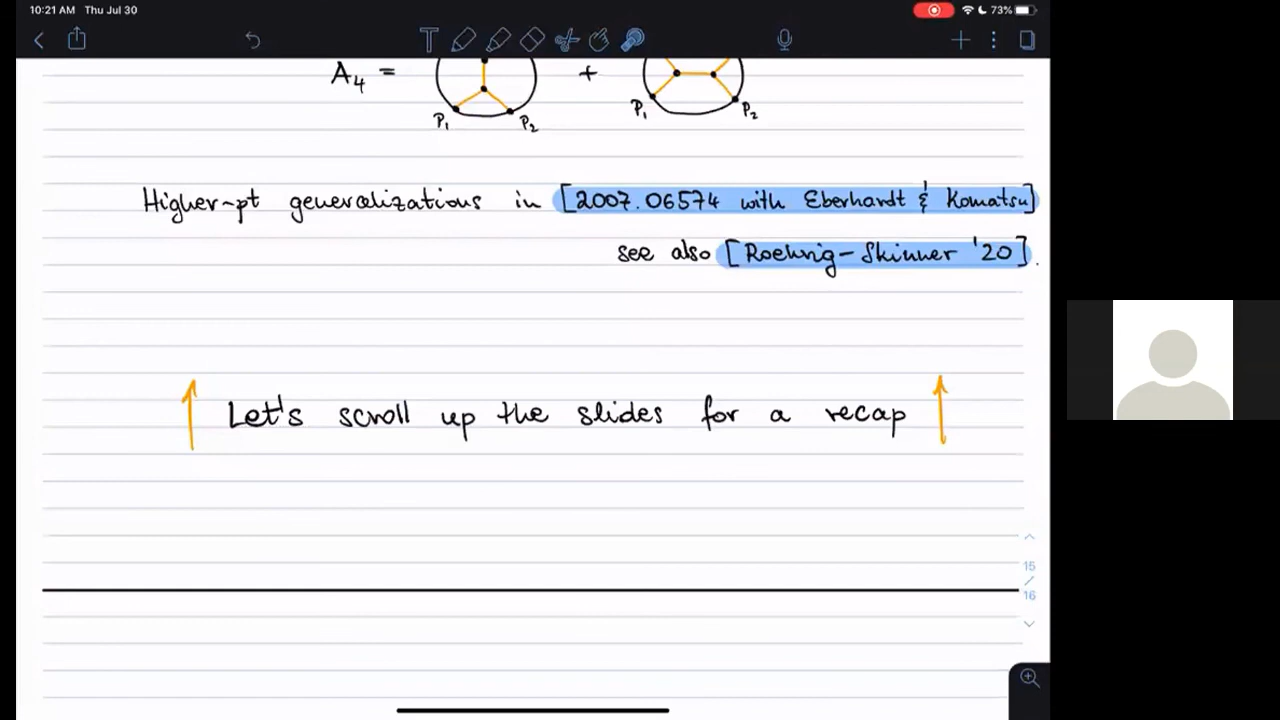 10:21 AM Thu Jul 30
73%
A₄ = +
P₁ P₂ P₁ P₂
Higher-pt generalizations in [2007.06574 with Eberhardt & Komatsu]
see also [Roehrig-Skinner '20].
Let's scroll up the slides for a recap
15
/
16